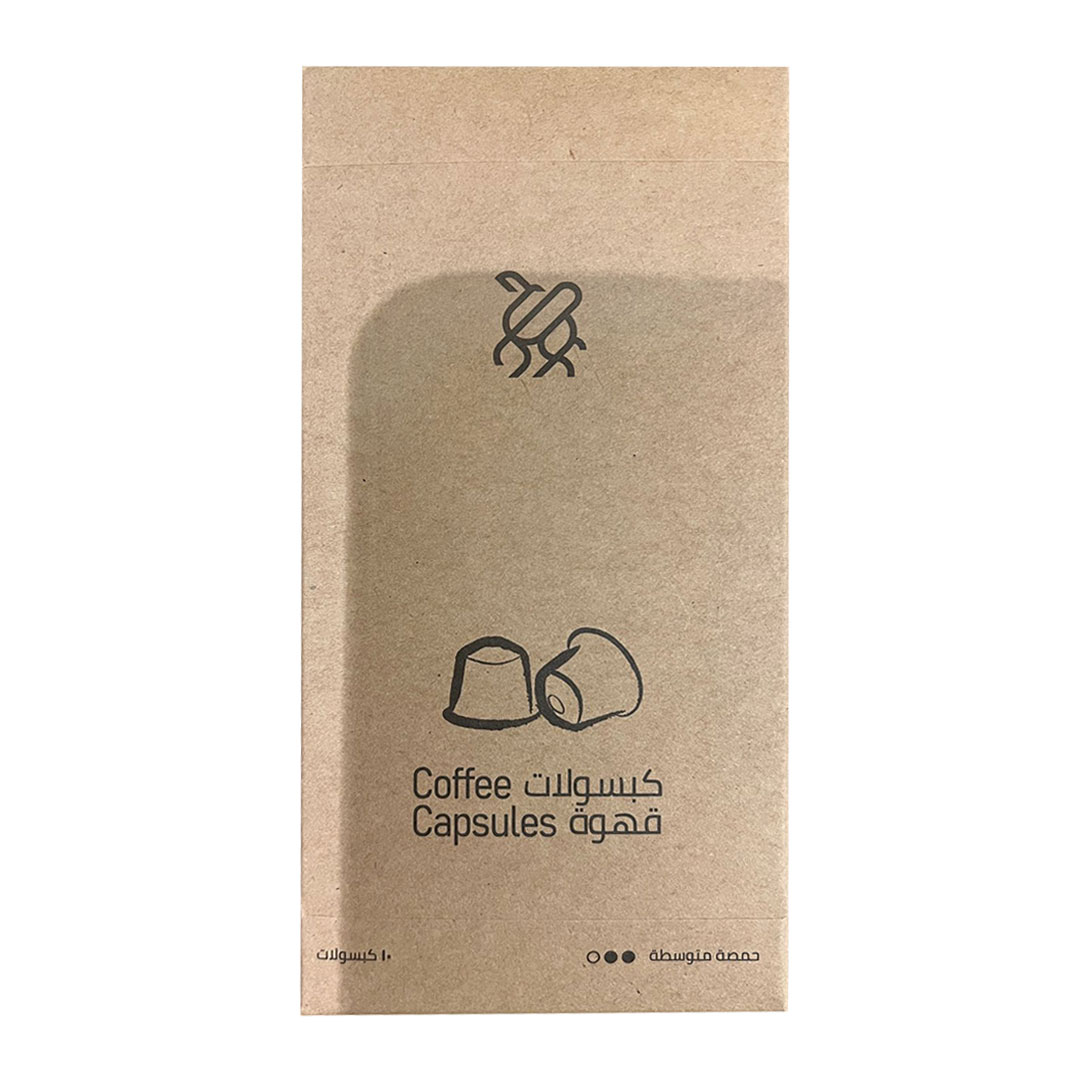 Coffee كبسولات
Capsules قهوة
حمصة متوسطة
١٠ كبسولات